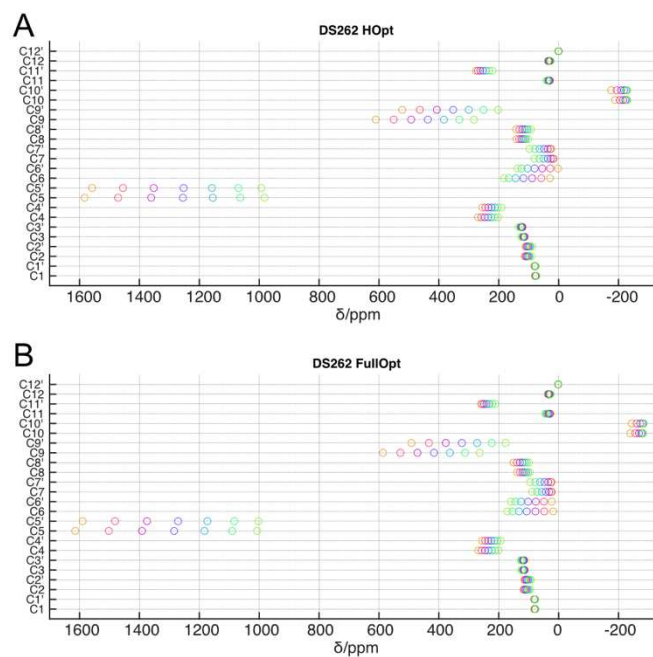 A
DS262 HOpt
C12'
C12
C11'
C11
C10'
C10
C9'
C9
C8'
C8
C7'
C7
C6'
C6
C5'
C5
C4'
C4
C3'
C3
C2'
C2
C1'
C1
1600 1400 1200 1000 800 600 400 200 0 -200
δ/ppm
B
DS262 FullOpt
C12'
C12
C11'
C11
C10'
C10
C9'
C9
C8'
C8
C7'
C7
C6'
C6
C5'
C5
C4'
C4
C3'
C3
C2'
C2
C1'
C1
1600 1400 1200 1000 800 600 400 200 0 -200
δ/ppm